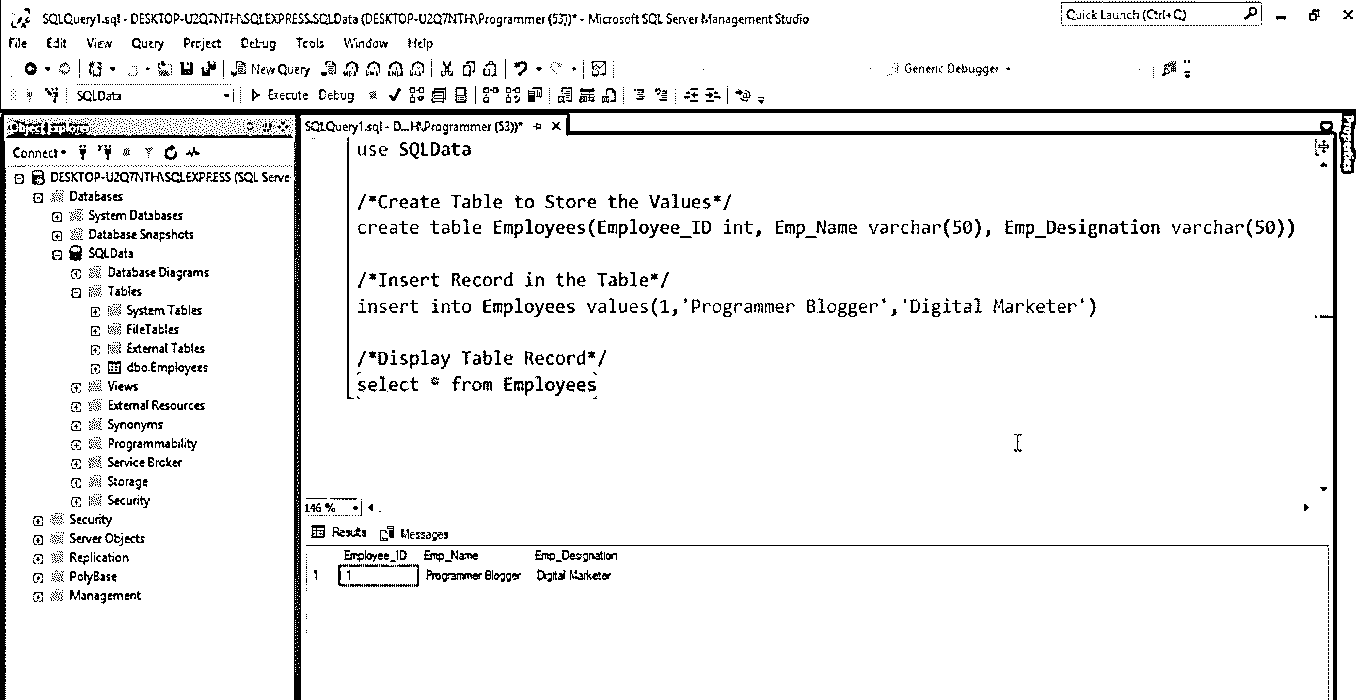 SQLQuery1.sql - DESKTOP-U2Q7NTH\SQLEXPRESS.SQLData (DESKTOP-U2Q7NTH\Programmer (53))* - Microsoft SQL Server Management Studio
Quick Launch (Ctrl+Q)
File Edit View Query Project Debug Tools Window Help
New Query
Generic Debugger
SQLData
Execute Debug
Object Explorer
SQLQuery1.sql - D...H\Programmer (53))*
Properties
Connect
DESKTOP-U2Q7NTH\SQLEXPRESS (SQL Serve
Databases
System Databases
Database Snapshots
SQLData
Database Diagrams
Tables
System Tables
FileTables
External Tables
dbo.Employees
Views
External Resources
Synonyms
Programmability
Service Broker
Storage
Security
Security
Server Objects
Replication
PolyBase
Management
use SQLData
/*Create Table to Store the Values*/
create table Employees(Employee_ID int, Emp_Name varchar(50), Emp_Designation varchar(50))
/*Insert Record in the Table*/
insert into Employees values(1,'Programmer Blogger','Digital Marketer')
/*Display Table Record*/
select * from Employees
146 %
Results Messages
Employee_ID Emp_Name Emp_Designation
1 1 Programmer Blogger Digital Marketer